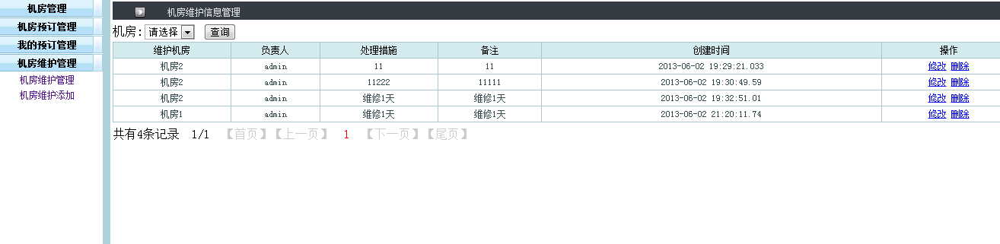 机房管理
机房预订管理
我的预订管理
机房维护管理
机房维护管理
机房维护添加
机房维护信息管理
机房: 请选择 查询
维护机房 负责人 处理措施 备注 创建时间 操作
机房2 admin 11 11 2013-06-02 19:29:21.033 修改 删除
机房2 admin 11222 11111 2013-06-02 19:30:49.59 修改 删除
机房2 admin 维修1天 维修1天 2013-06-02 19:32:51.01 修改 删除
机房1 admin 维修1天 维修1天 2013-06-02 21:20:11.74 修改 删除
共有4条记录 1/1 【首页】【上一页】 1 【下一页】【尾页】